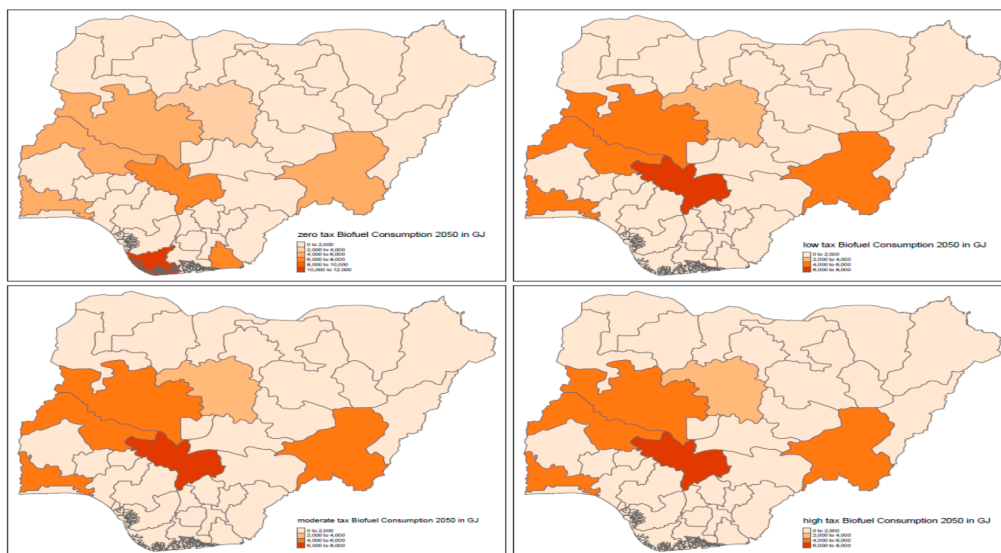 zero tax Biofuel Consumption 2050 in GJ
0 to 2,000
2,000 to 4,000
4,000 to 6,000
6,000 to 8,000
8,000 to 10,000
10,000 to 12,000
low tax Biofuel Consumption 2050 in GJ
0 to 2,000
2,000 to 4,000
4,000 to 6,000
6,000 to 8,000
moderate tax Biofuel Consumption 2050 in GJ
0 to 2,000
2,000 to 4,000
4,000 to 6,000
6,000 to 8,000
high tax Biofuel Consumption 2050 in GJ
0 to 2,000
2,000 to 4,000
4,000 to 6,000
6,000 to 8,000